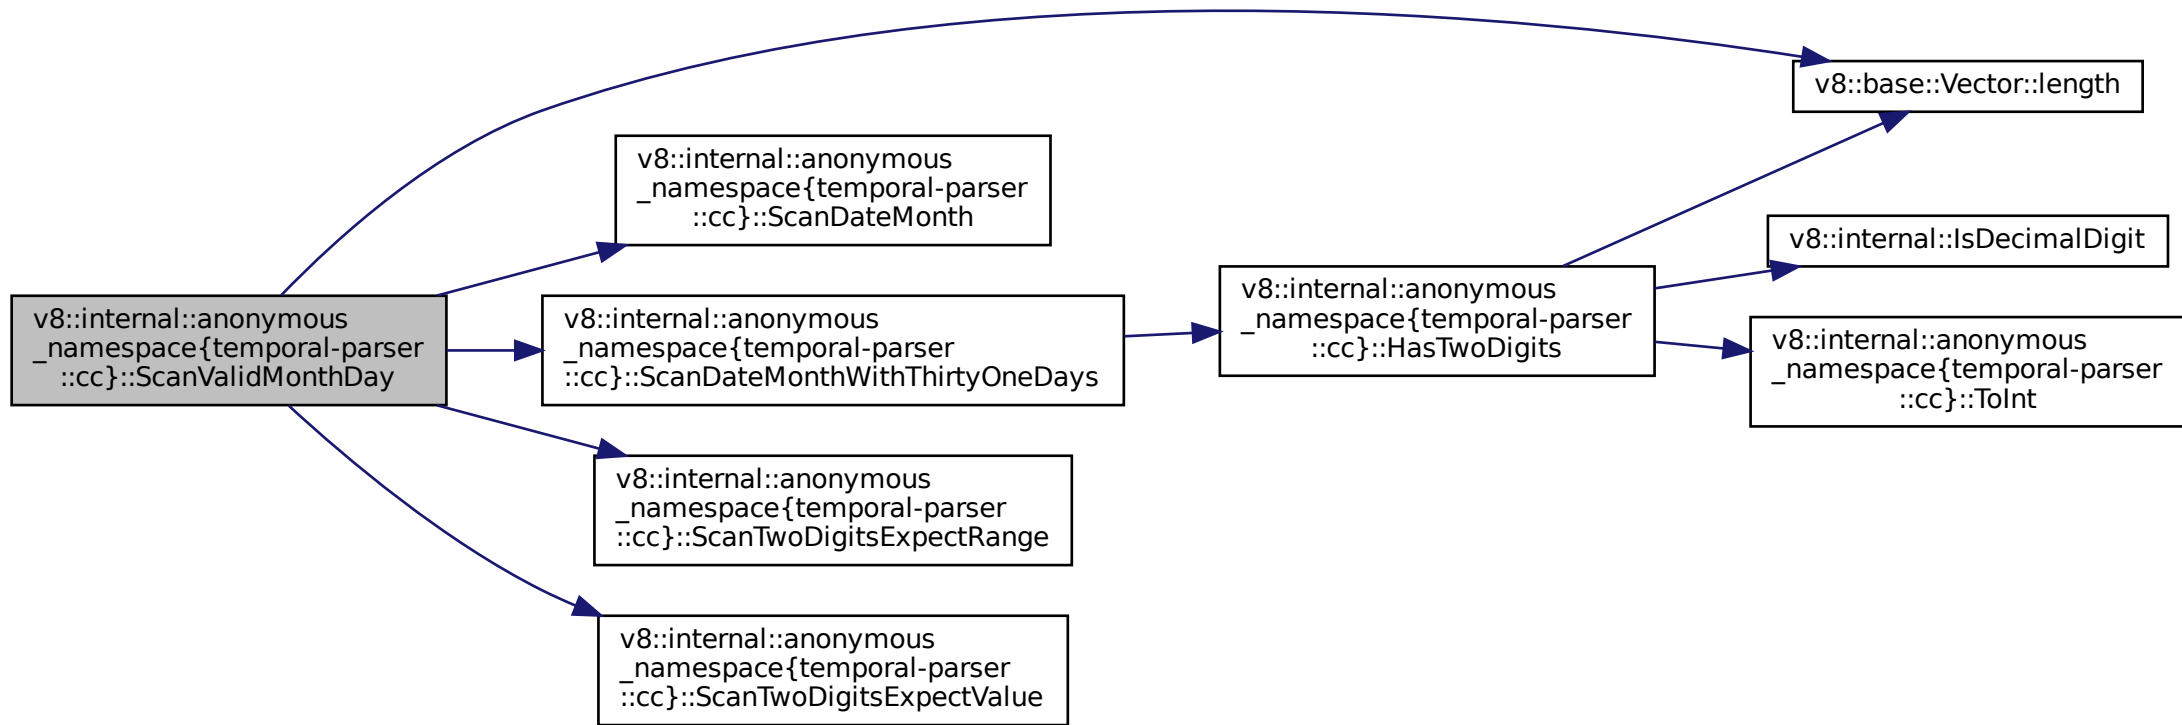 v8::internal::anonymous
_namespace{temporal-parser
::cc}::ScanValidMonthDay
v8::base::Vector::length
v8::internal::anonymous
_namespace{temporal-parser
::cc}::ScanDateMonth
v8::internal::anonymous
_namespace{temporal-parser
::cc}::ScanDateMonthWithThirtyOneDays
v8::internal::anonymous
_namespace{temporal-parser
::cc}::HasTwoDigits
v8::internal::IsDecimalDigit
v8::internal::anonymous
_namespace{temporal-parser
::cc}::ToInt
v8::internal::anonymous
_namespace{temporal-parser
::cc}::ScanTwoDigitsExpectRange
v8::internal::anonymous
_namespace{temporal-parser
::cc}::ScanTwoDigitsExpectValue